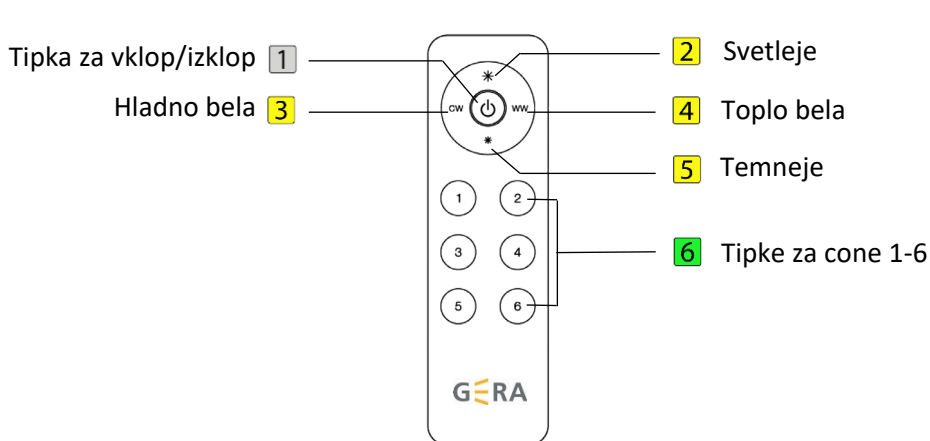 Tipka za vklop/izklop 1
2 Svetleje
Hladno bela 3
CW
WW
4 Toplo bela
5 Temneje
1
2
3
4
6 Tipke za cone 1-6
5
6
GERA